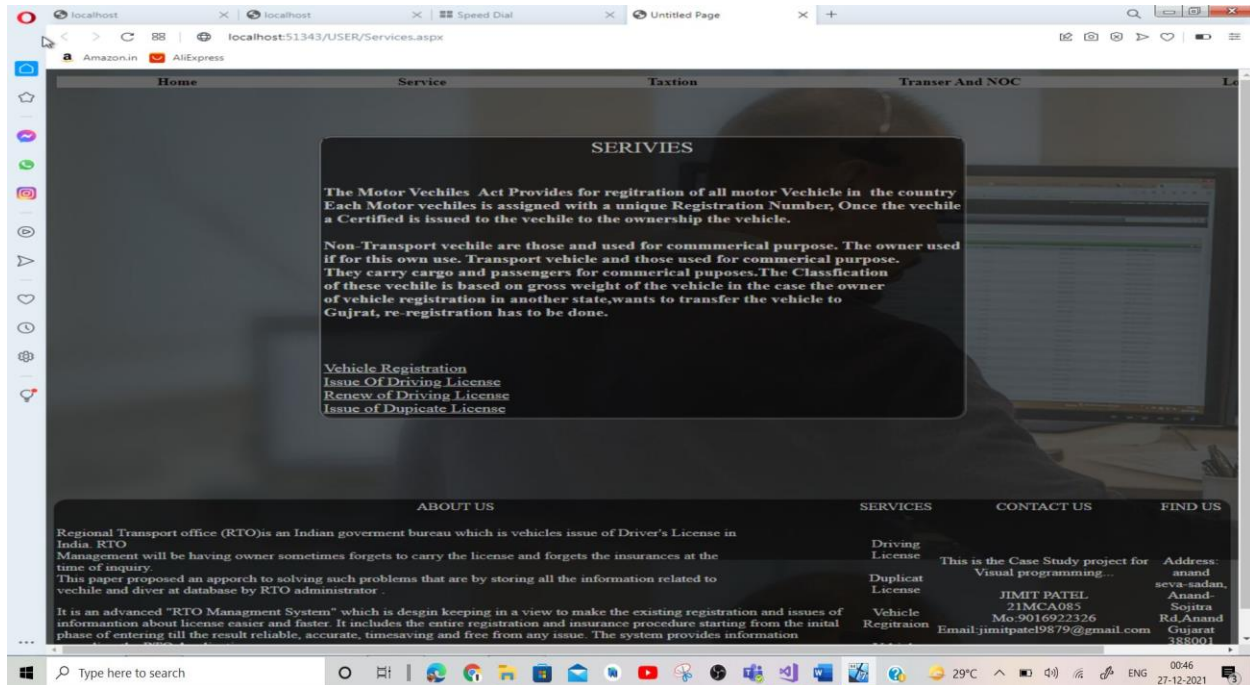 localhost
localhost
Speed Dial
Untitled Page
localhost:51343/USER/Services.aspx
a Amazon.in AliExpress
Home Service Taxtion Transer And NOC Lo
SERIVIES
The Motor Vechiles Act Provides for regitration of all motor Vechicle in the country
Each Motor vechiles is assigned with a unique Registration Number, Once the vechile
a Certified is issued to the vechile to the ownership the vehicle.
Non-Transport vechile are those and used for commmerical purpose. The owner used
if for this own use. Transport vehicle and those used for commerical purpose.
They carry cargo and passengers for commerical puposes.The Classfication
of these vechile is based on gross weight of the vehicle in the case the owner
of vehicle registration in another state,wants to transfer the vehicle to
Gujrat, re-registration has to be done.
Vehicle Registration
Issue Of Driving License
Renew of Driving License
Issue of Dupicate License
ABOUT US
Regional Transport office (RTO)is an Indian goverment bureau which is vehicles issue of Driver's License in
India. RTO
Management will be having owner sometimes forgets to carry the license and forgets the insurances at the
time of inquiry.
This paper proposed an apporch to solving such problems that are by storing all the information related to
vechile and diver at database by RTO administrator .
It is an advanced "RTO Managment System" which is desgin keeping in a view to make the existing registration and issues of
informantion about license easier and faster. It includes the entire registration and insurance procedure starting from the inital
phase of entering till the result reliable, accurate, timesaving and free from any issue. The system provides information
SERVICES
Driving
License
Duplicat
License
Vehicle
Regitraion
CONTACT US
This is the Case Study project for
Visual programming...
JIMIT PATEL
21MCA085
Mo:9016922326
Email:jimitpatel9879@gmail.com
FIND US
Address:
anand
seva-sadan,
Anand-
Sojitra
Rd,Anand
Gujarat
388001
Type here to search
29°C
ENG
00:46
27-12-2021
3